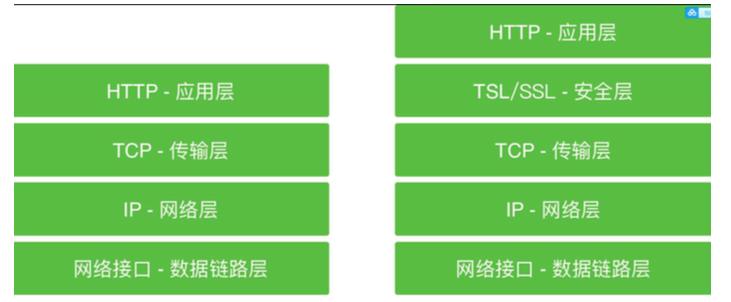 HTTP - 应用层
TCP - 传输层
IP - 网络层
网络接口 - 数据链路层
HTTP - 应用层
TSL/SSL - 安全层
TCP - 传输层
IP - 网络层
网络接口 - 数据链路层